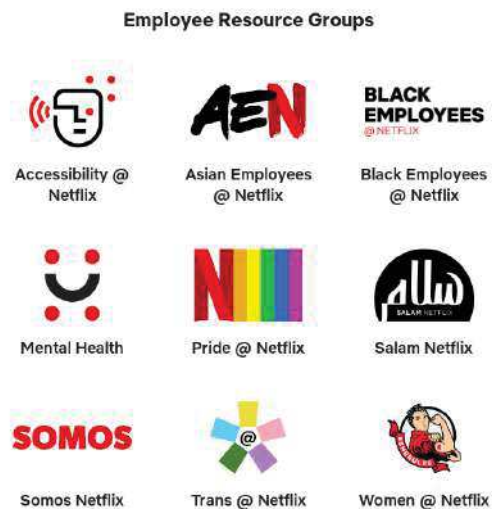 Employee Resource Groups
AEN
BLACK
EMPLOYEES
@ NETFLIX
Accessibility @
Netflix
Asian Employees
@ Netflix
Black Employees
@ Netflix
N
سلام
SALAM NETFLIX
Mental Health
Pride @ Netflix
Salam Netflix
SOMOS
@
Somos Netflix
Trans @ Netflix
Women @ Netflix